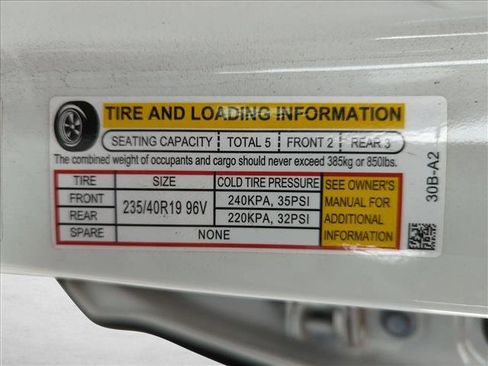 TIRE AND LOADING INFORMATION
SEATING CAPACITY TOTAL 5 FRONT 2 REAR 3
The combined weight of occupants and cargo should never exceed 385kg or 850lbs.
TIRE SIZE COLD TIRE PRESSURE SEE OWNER'S MANUAL FOR ADDITIONAL INFORMATION
FRONT 235/40R19 96V 240KPA, 35PSI
REAR 220KPA, 32PSI
SPARE NONE
30B-A2